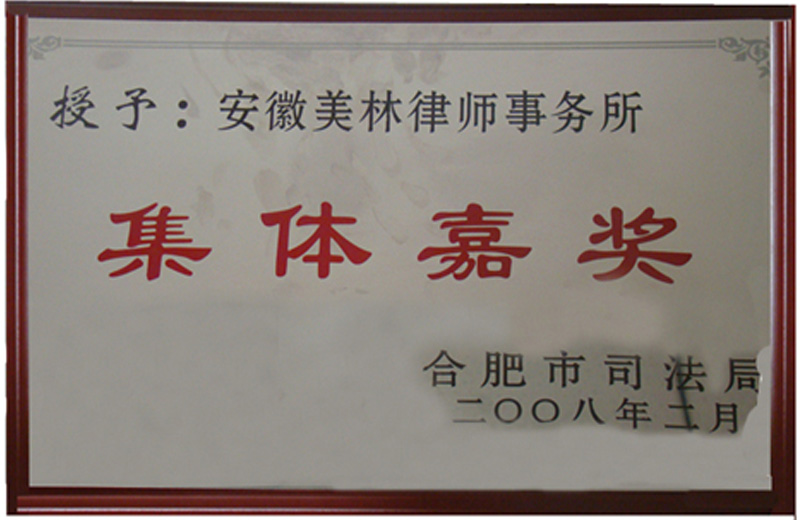 授予：安徽美林律师事务所
集体嘉奖
合肥市司法局
二〇〇八年二月